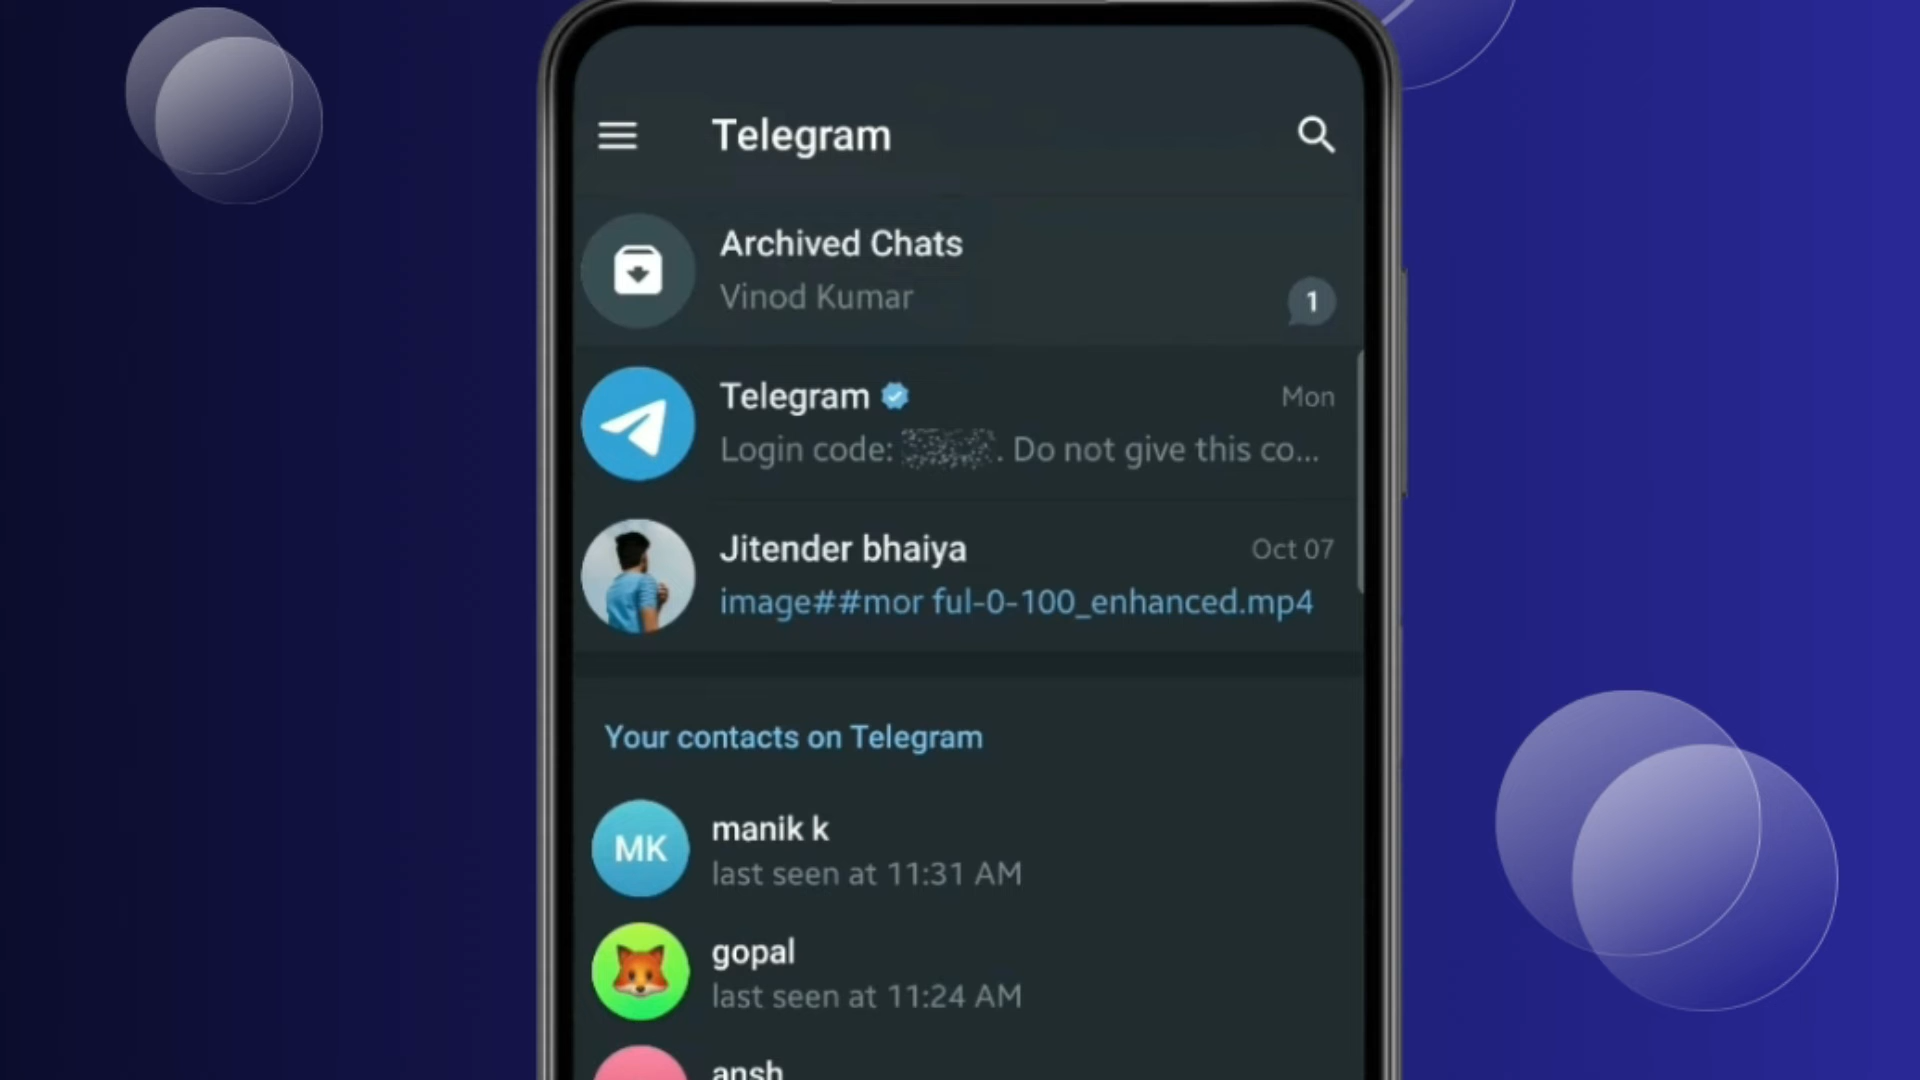 Telegram
Archived Chats
Vinod Kumar
1
Telegram
Mon
Login code: . Do not give this co...
Jitender bhaiya
Oct 07
image##mor ful-0-100_enhanced.mp4
Your contacts on Telegram
MK
manik k
last seen at 11:31 AM
gopal
last seen at 11:24 AM
ansh